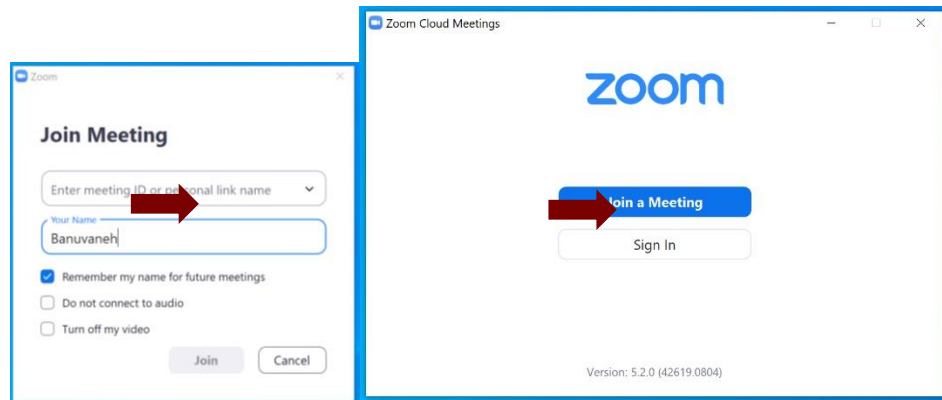 Zoom
Join Meeting
Enter meeting ID or personal link name
Your Name
Banuvaneh
Remember my name for future meetings
Do not connect to audio
Turn off my video
Join
Cancel
Zoom Cloud Meetings
zoom
Join a Meeting
Sign In
Version: 5.2.0 (42619.0804)